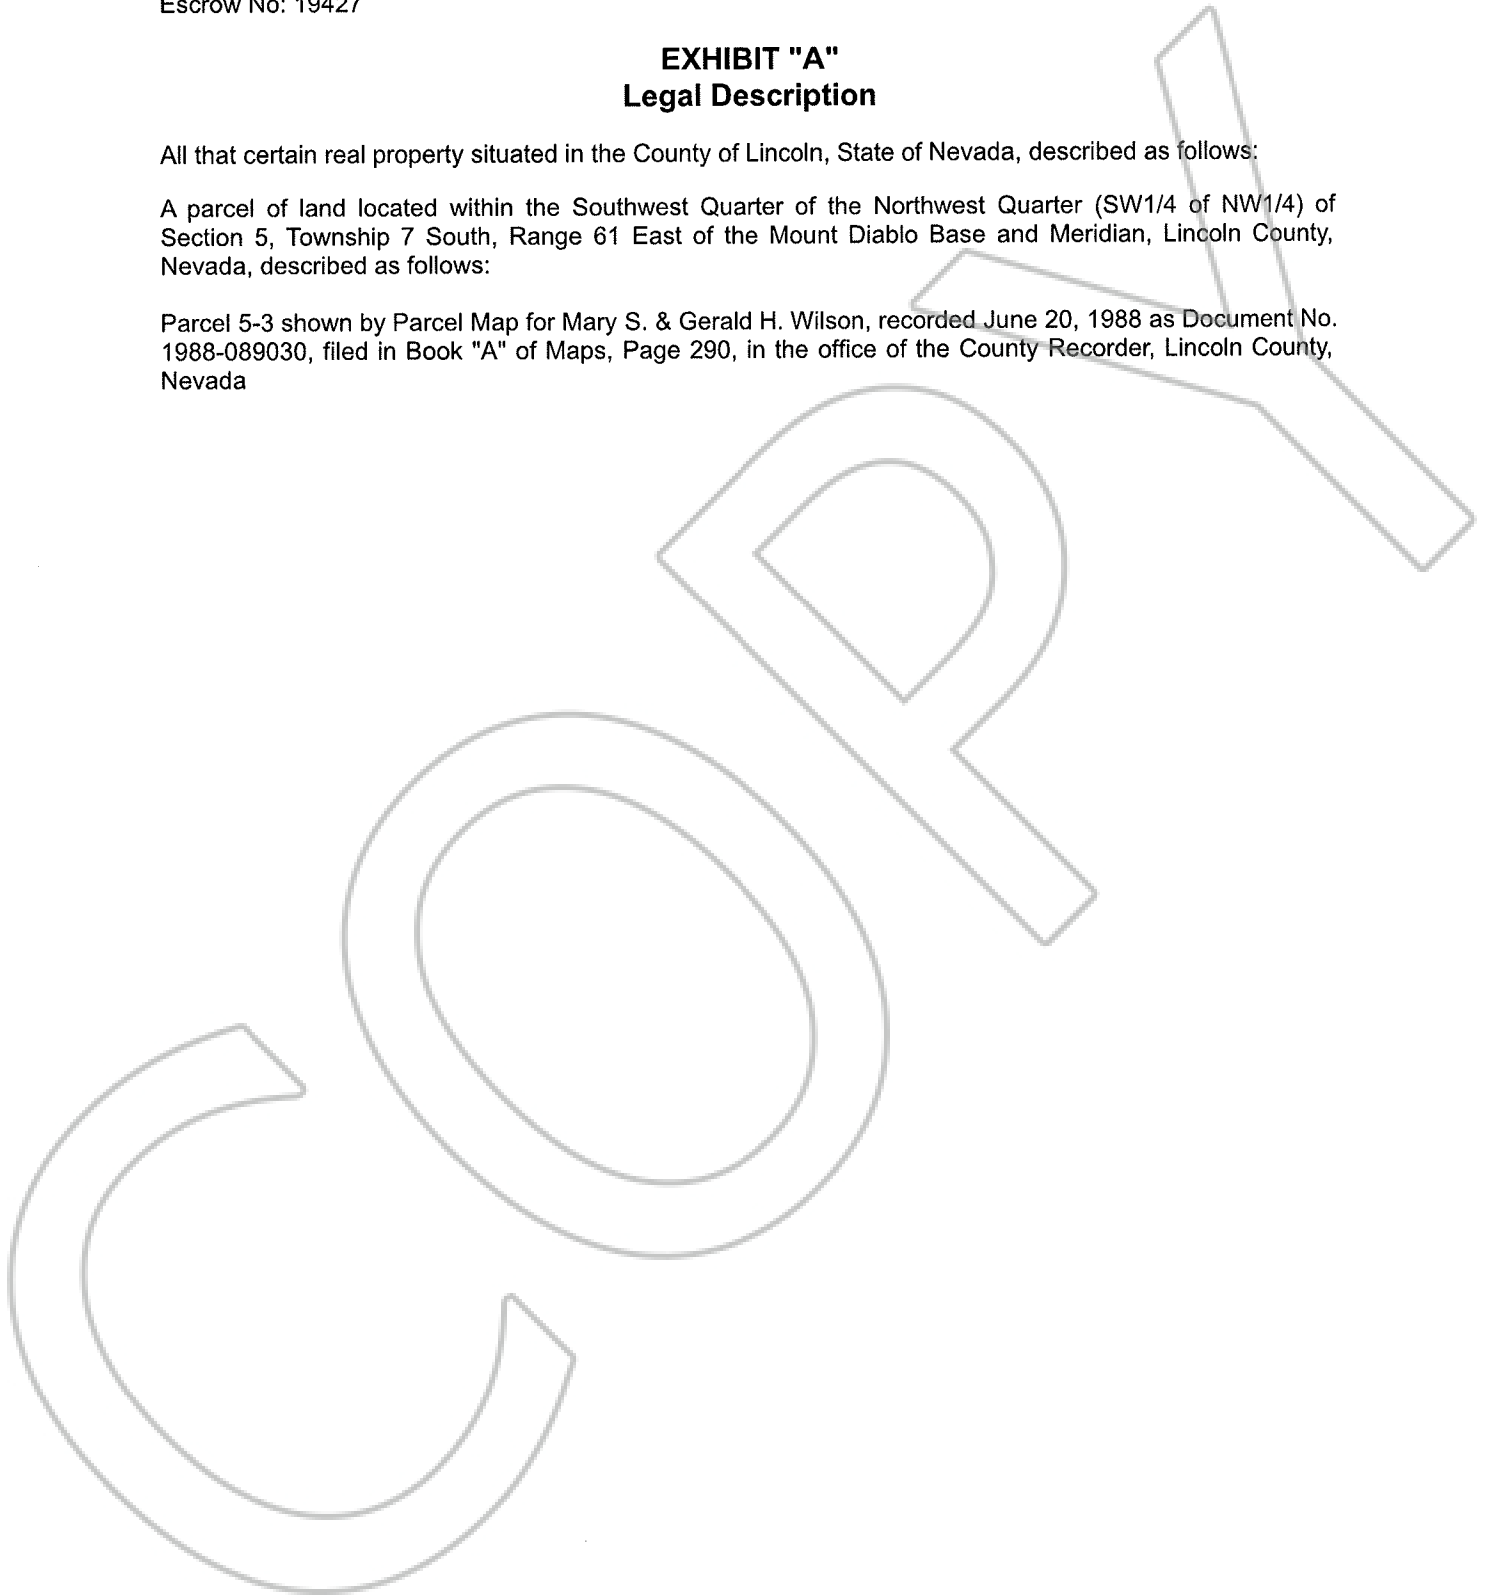 Escrow No: 19427
EXHIBIT "A"
Legal Description
All that certain real property situated in the County of Lincoln, State of Nevada, described as follows:
A parcel of land located within the Southwest Quarter of the Northwest Quarter (SW1/4 of NW1/4) of
Section 5, Township 7 South, Range 61 East of the Mount Diablo Base and Meridian, Lincoln County,
Nevada, described as follows:
Parcel 5-3 shown by Parcel Map for Mary S. & Gerald H. Wilson, recorded June 20, 1988 as Document No.
1988-089030, filed in Book "A" of Maps, Page 290, in the office of the County Recorder, Lincoln County,
Nevada
COPY